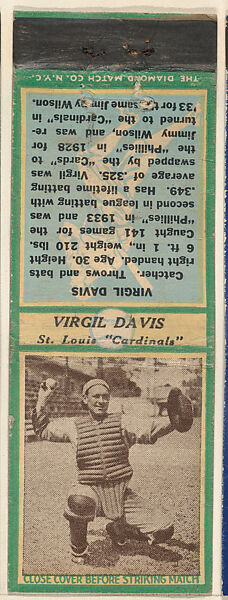 VIRGIL DAVIS
Catcher. Throws and bats
right handed. Age 30. Height
6 ft. 1 in., weight 210 lbs.
Caught 141 games for the
"Phillies" in 1933 and was
second in league batting with
.349. Has a lifetime batting
average of .325. Virgil was
swapped by the "Cards" to
the "Phillies" in 1928 for
Jimmy Wilson, and was re-
turned to the "Cardinals" in
'33 for the same Jimmy Wilson.
THE DIAMOND MATCH CO. N.Y.C.
VIRGIL DAVIS
St. Louis "Cardinals"
CLOSE COVER BEFORE STRIKING MATCH